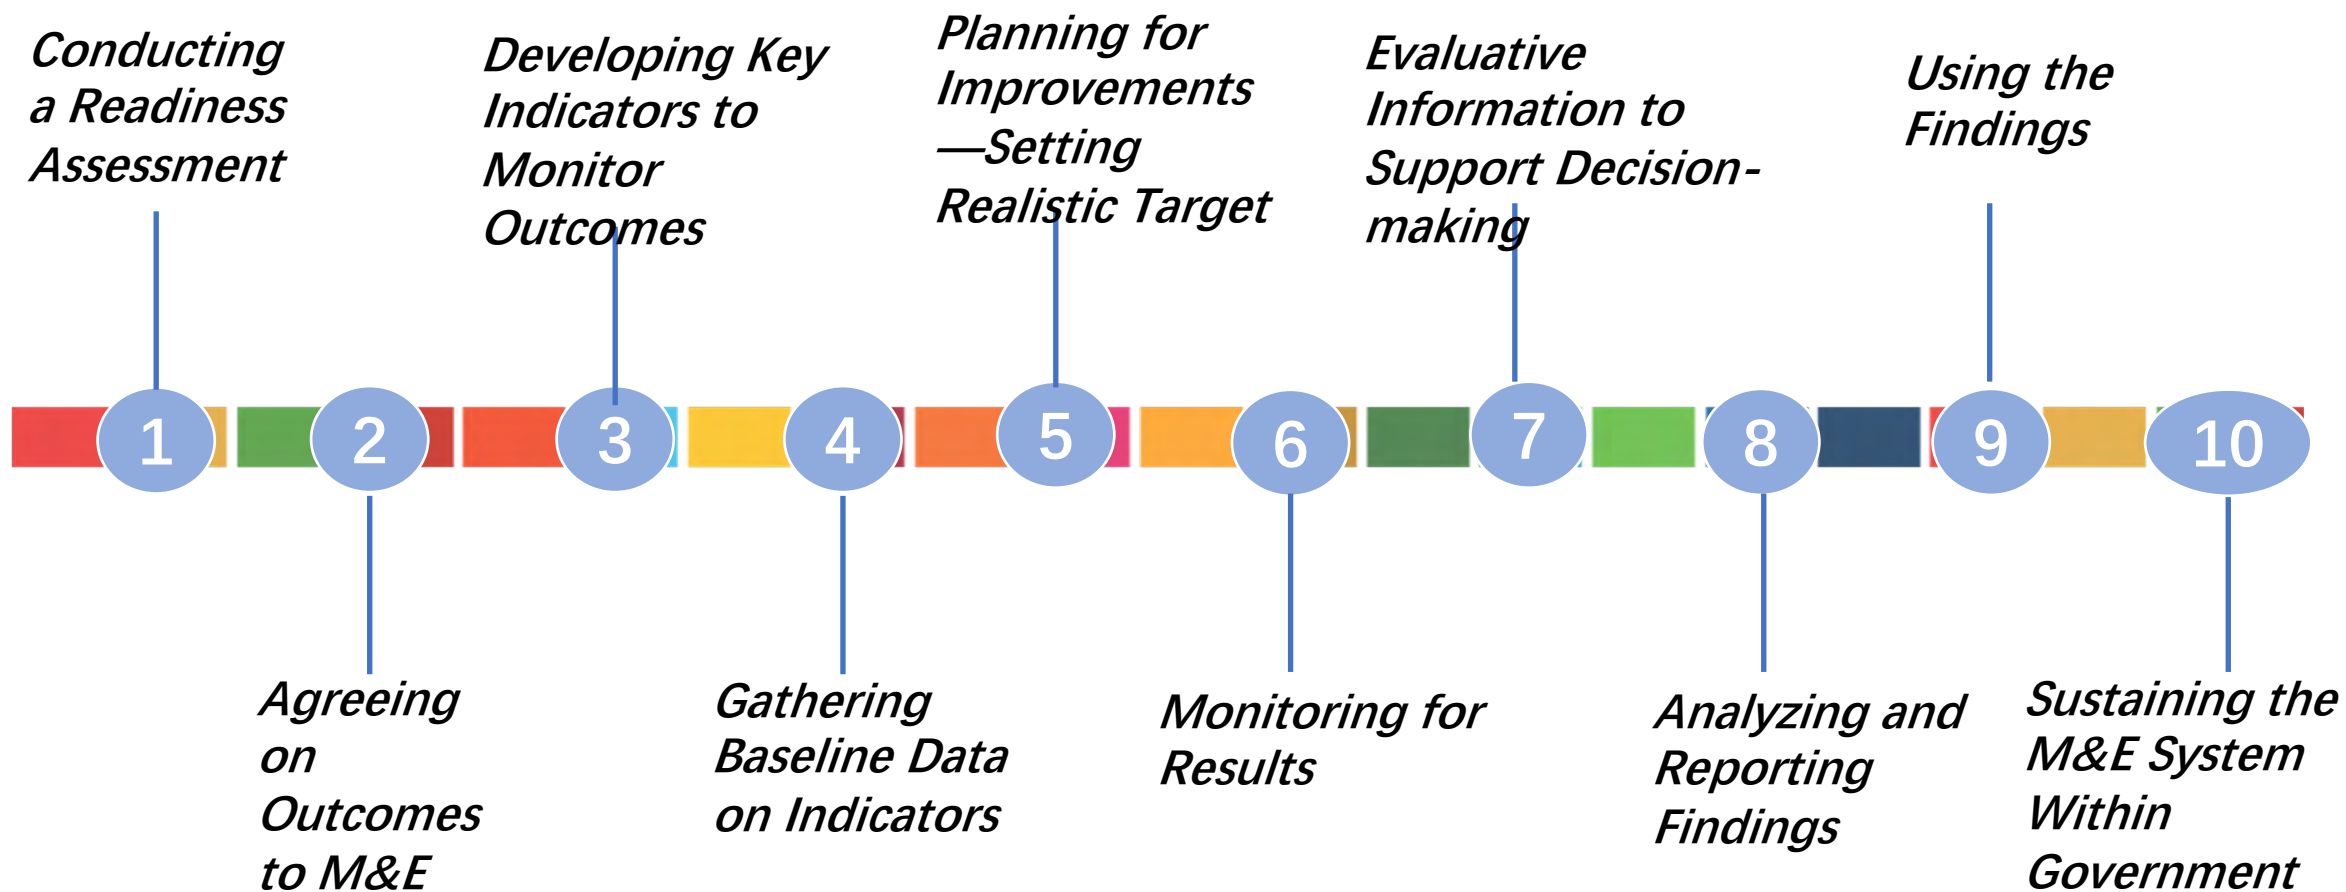 Conducting
a Readiness
Assessment
Developing Key
Indicators to
Monitor
Outcomes
Planning for
Improvements
—Setting
Realistic Target
Evaluative
Information to
Support Decision-
making
Using the
Findings
1
2
3
4
5
6
7
8
9
10
Agreeing
on
Outcomes
to M&E
Gathering
Baseline Data
on Indicators
Monitoring for
Results
Analyzing and
Reporting
Findings
Sustaining the
M&E System
Within
Government